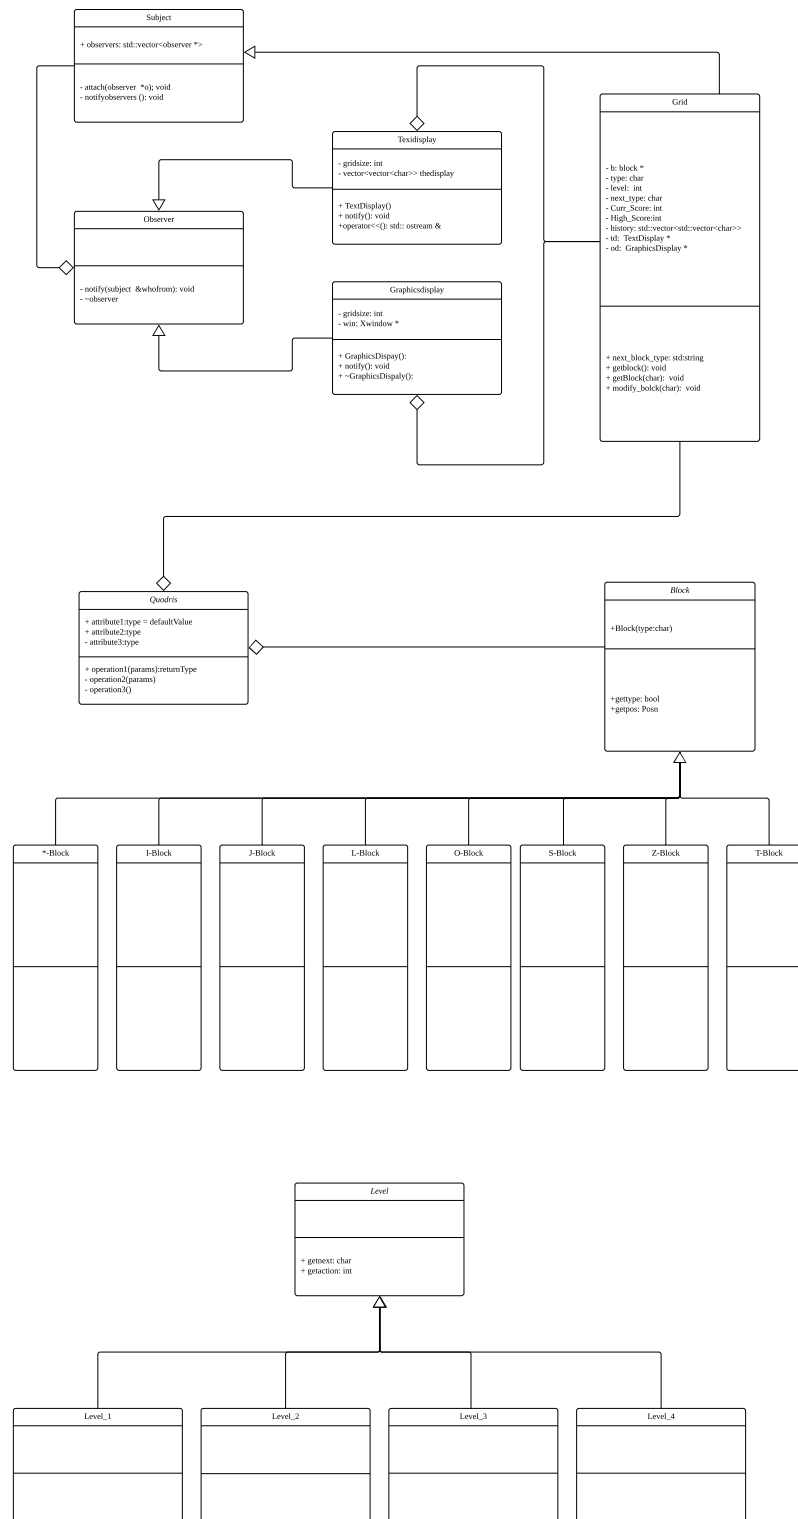 Subject
+ observers: std::vector<observer *>
- attach(observer  *o); void
- notifyobservers (): void
Grid
- b: block *
- type: char
- level:  int
- next_type: char
- Curr_Score: int
- High_Score:int
- history: std::vector<std::vector<char>>
- td:  TextDisplay *
- od:  GraphicsDisplay *
+ next_block_type: std:string
+ getblock(): void
+ getBlock(char):  void
+ modify_bolck(char):  void
Texidisplay
- gridsize: int
- vector<vector<char>> thedisplay
+ TextDisplay()
+ notify(): void
+operator<<(): std:: ostream &
Observer
- notify(subject  &whofrom): void
- ~observer
Graphicsdisplay
- gridsize: int
- win: Xwindow *
+ GraphicsDispay():
+ notify(): void
+ ~GraphicsDispaly():
Quodris
+ attribute1:type = defaultValue
+ attribute2:type
- attribute3:type
+ operation1(params):returnType
- operation2(params)
- operation3()
Block
+Block(type:char)
+gettype: bool
+getpos: Posn
*-Block
I-Block
J-Block
L-Block
O-Block
S-Block
Z-Block
T-Block
Level
+ getnext: char
+ getaction: int
Level_1
Level_2
Level_3
Level_4